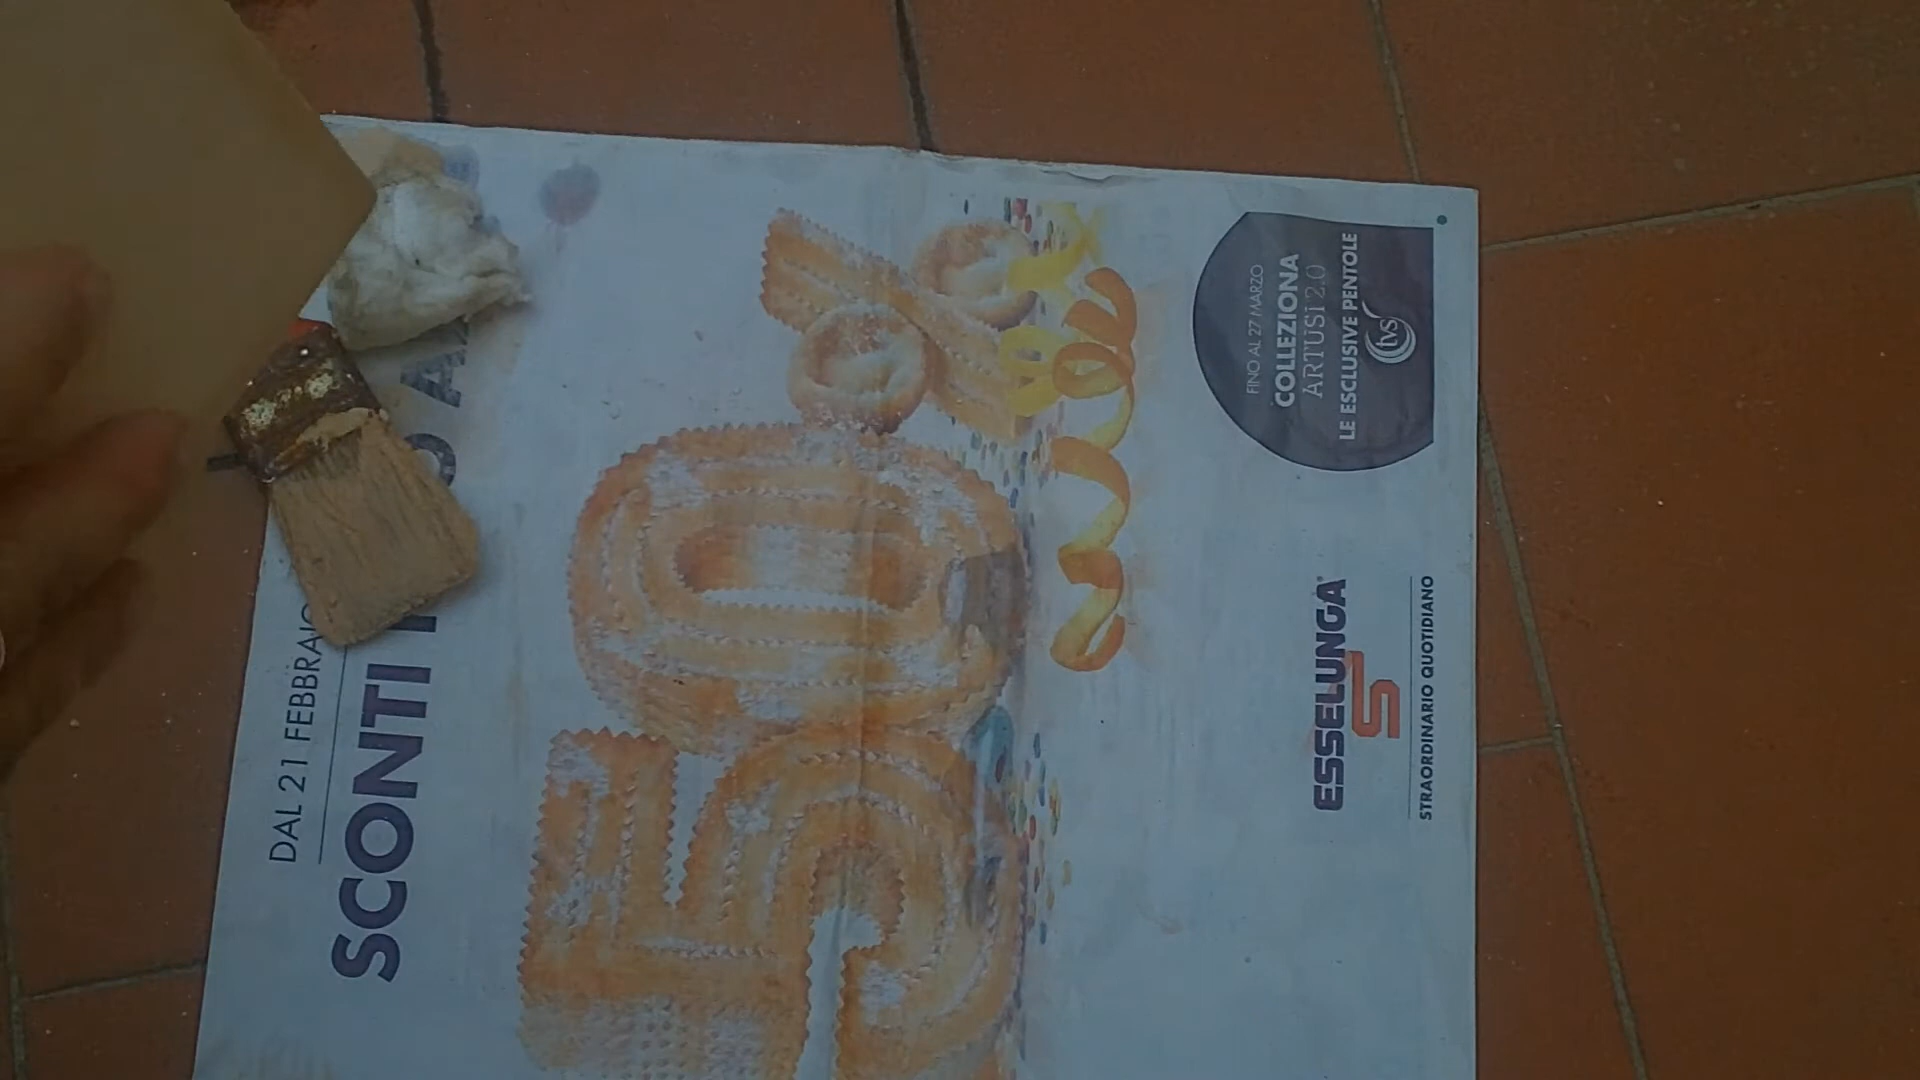 DAL 21 FEBBRAIO
SCONTI
50%
FINO AL 27 MARZO
COLLEZIONA
ARTUSI 2.0
LE ESCLUSIVE PENTOLE
tvs
ESSELUNGA
S
STRAORDINARIO QUOTIDIANO